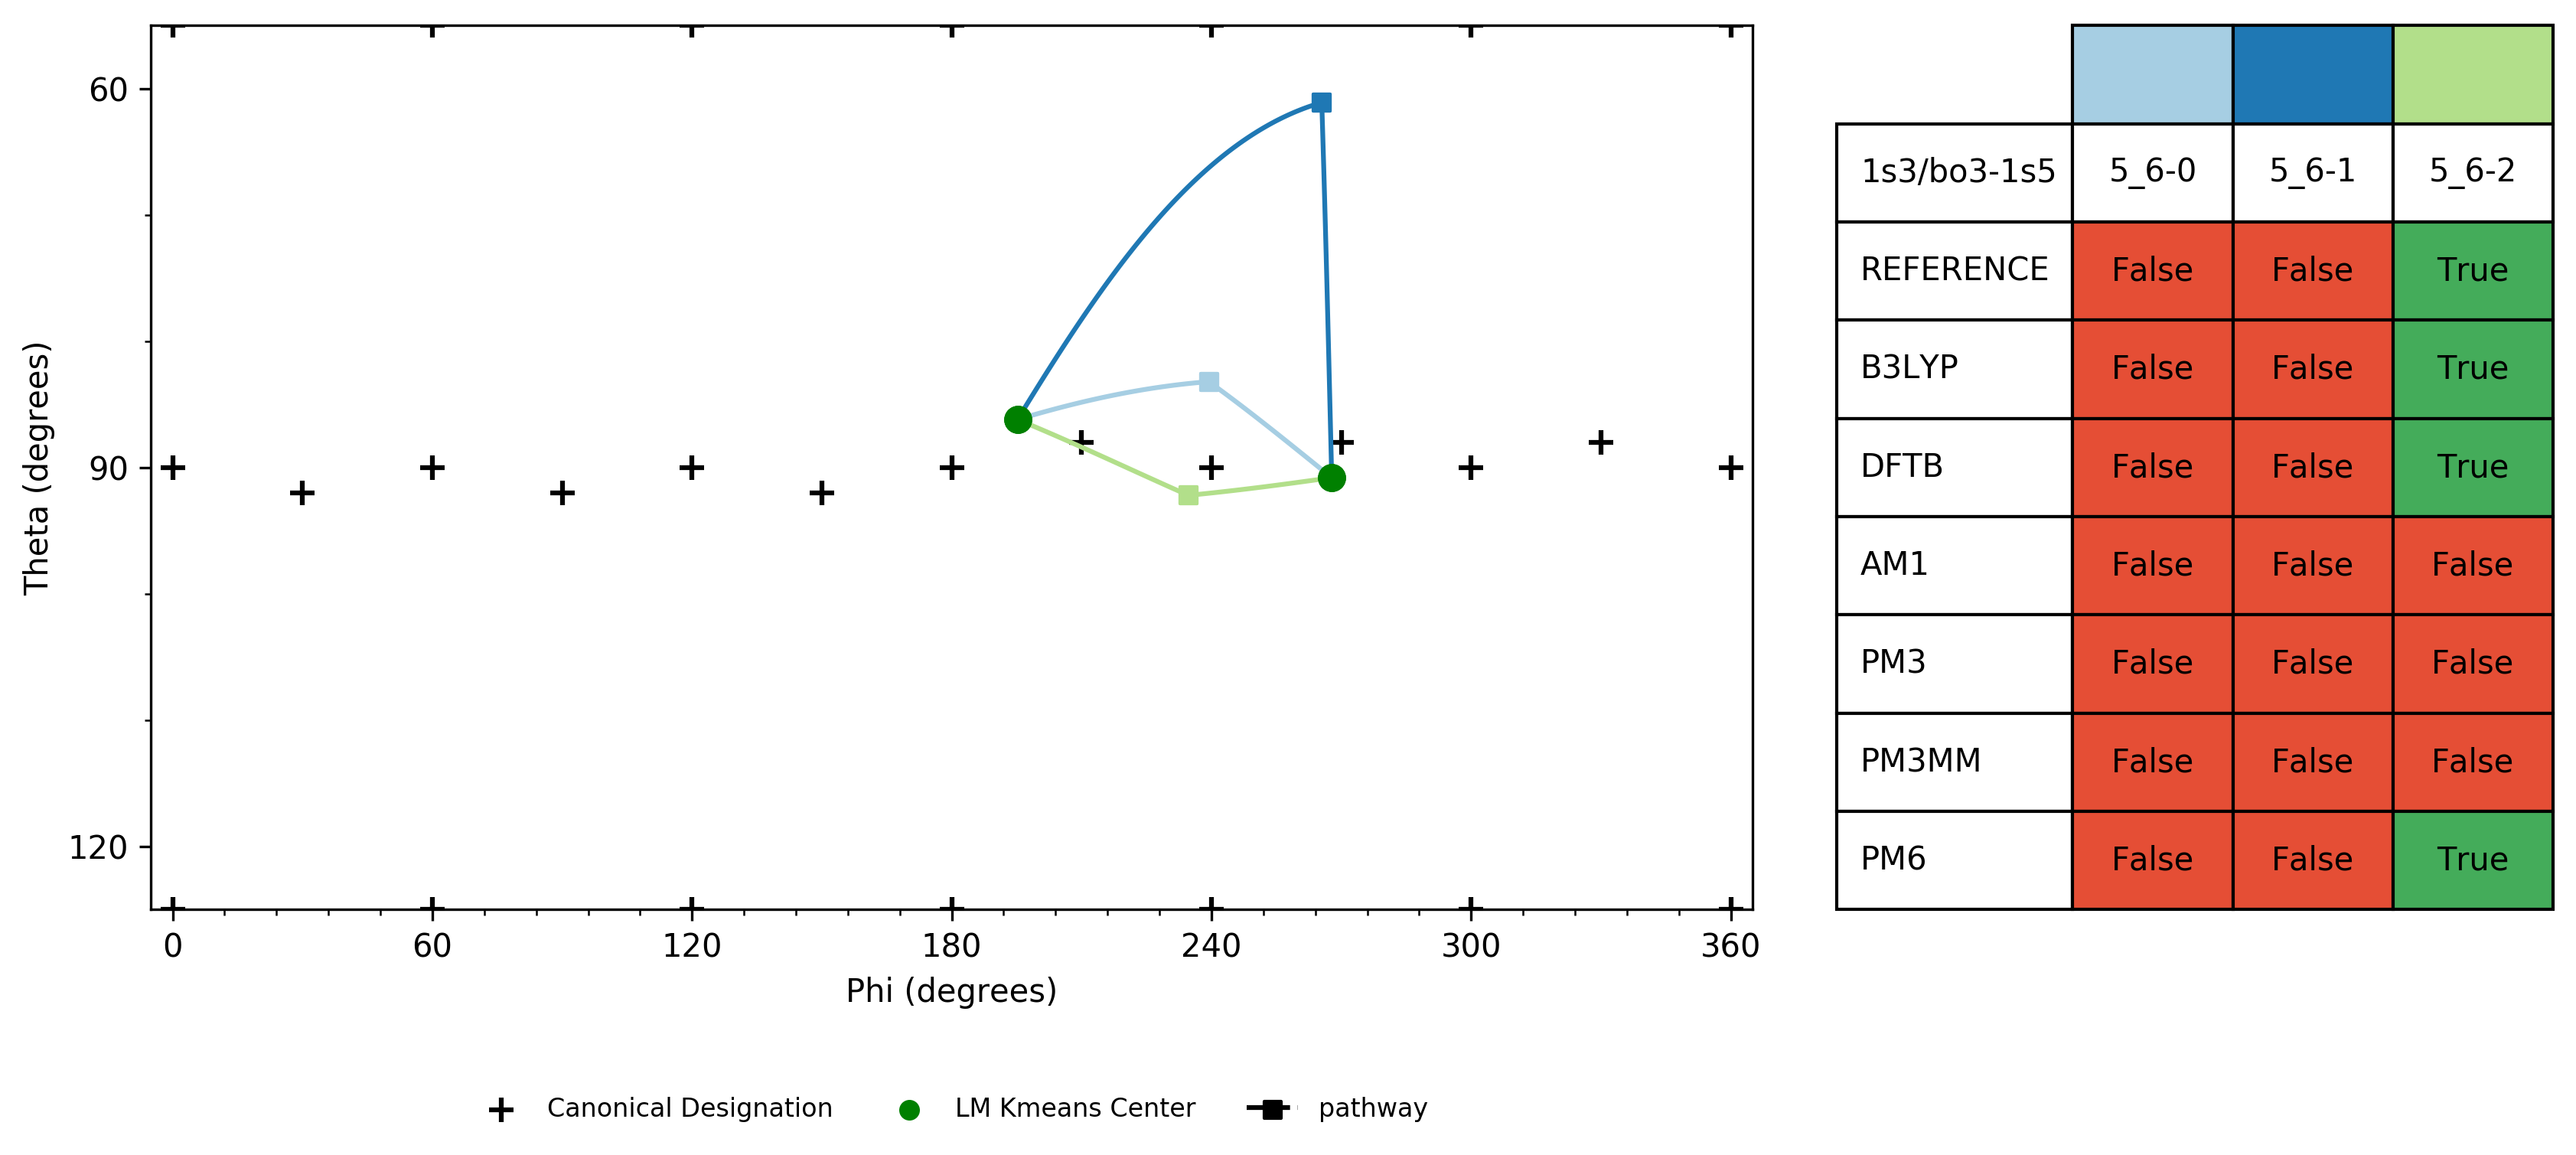 60
90
120
Theta (degrees)
0 60 120 180 240 300 360
Phi (degrees)
Canonical Designation LM Kmeans Center pathway
1s3/bo3-1s5 5_6-0 5_6-1 5_6-2
REFERENCE False False True
B3LYP False False True
DFTB False False True
AM1 False False False
PM3 False False False
PM3MM False False False
PM6 False False True